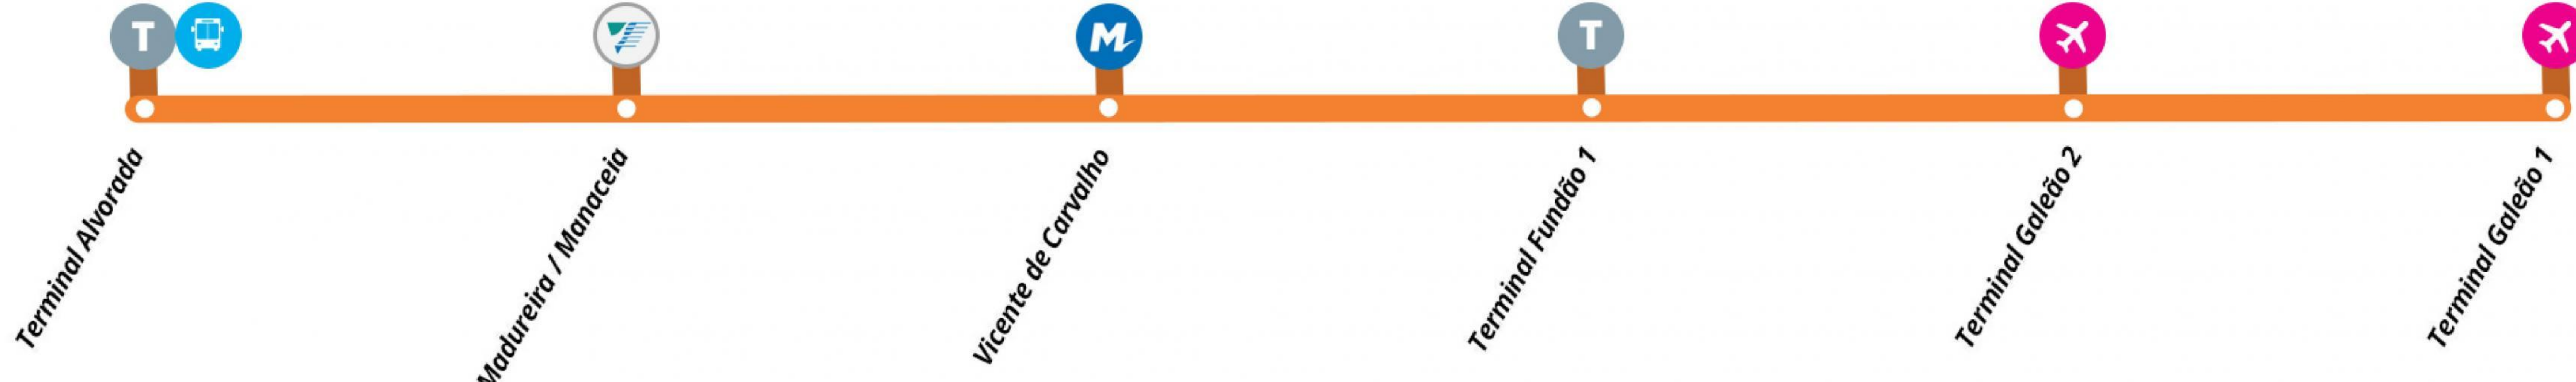 T
M
T
Terminal Alvorada
Madureira / Manaceia
Vicente de Carvalho
Terminal Fundão 1
Terminal Galeão 2
Terminal Galeão 1